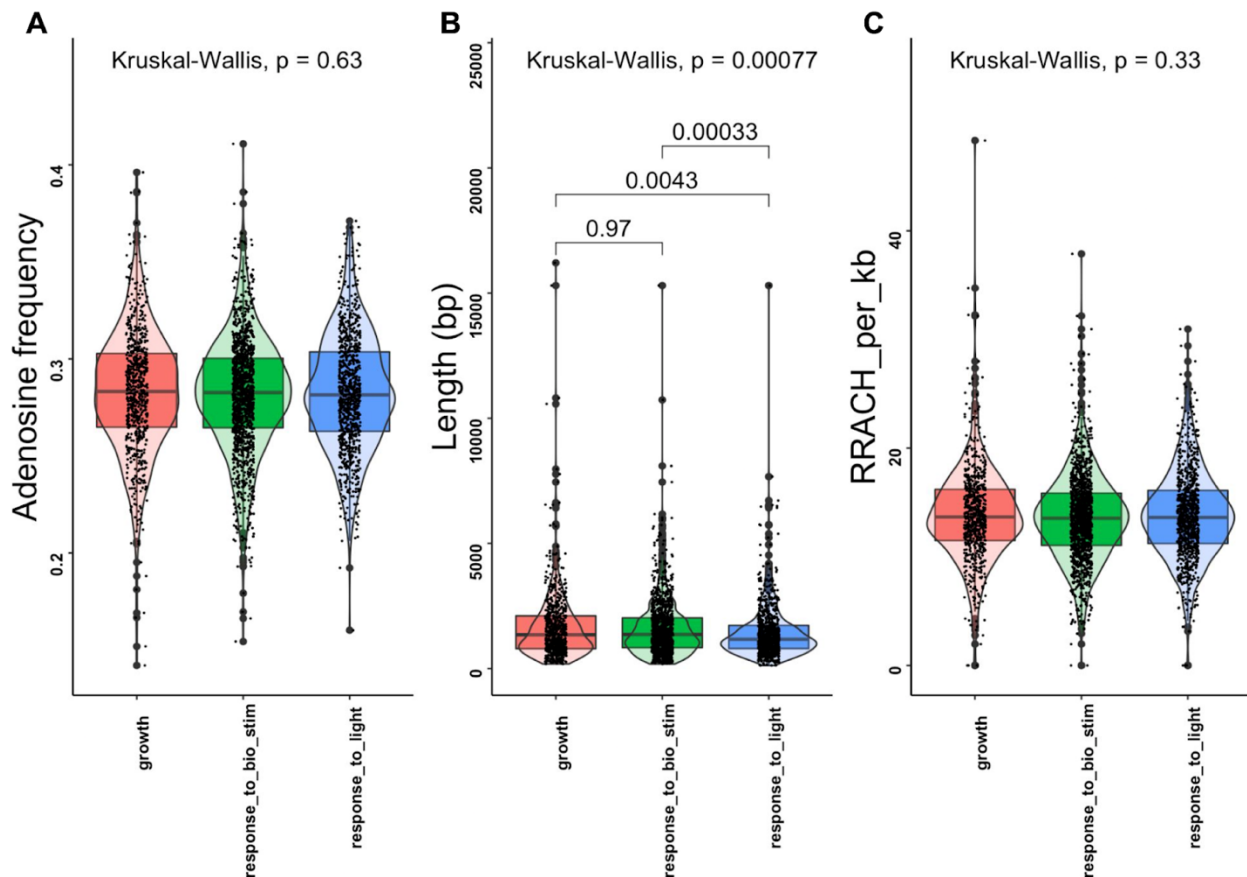 A
Kruskal-Wallis, p = 0.63
Adenosine frequency
0.4
0.3
0.2
growth
response_to_bio_stim
response_to_light
B
Kruskal-Wallis, p = 0.00077
0.00033
0.0043
0.97
Length (bp)
25000
20000
15000
10000
5000
0
growth
response_to_bio_stim
response_to_light
C
Kruskal-Wallis, p = 0.33
RRACH_per_kb
40
20
0
growth
response_to_bio_stim
response_to_light